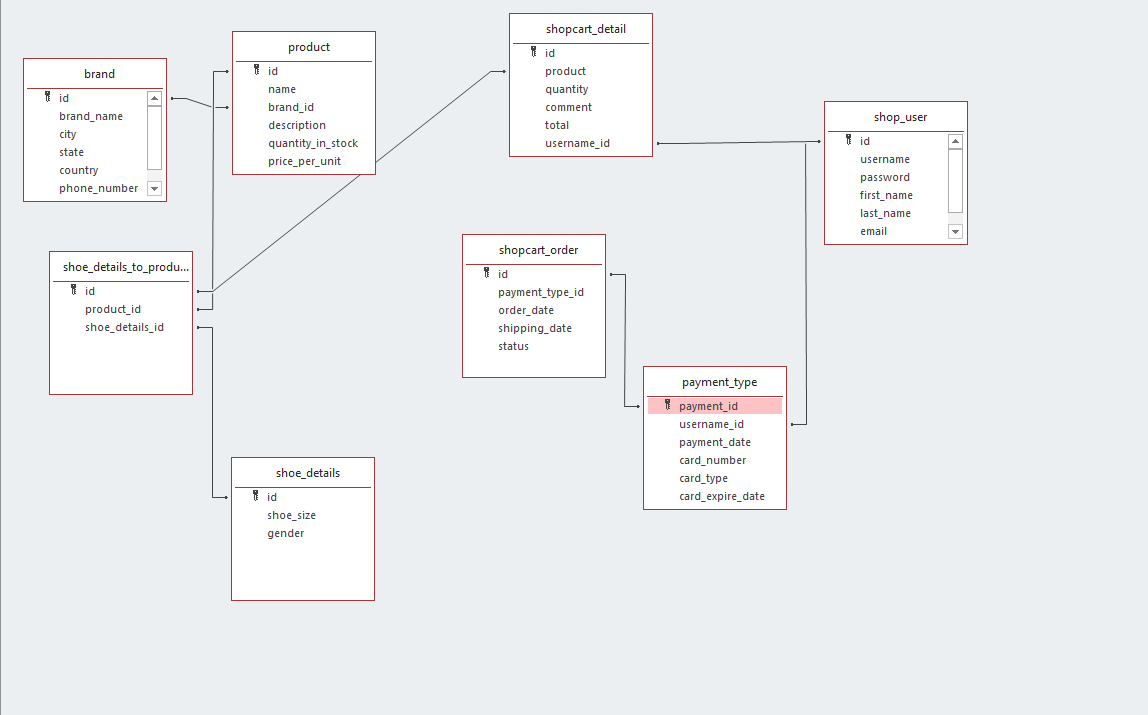 brand
id
brand_name
city
state
country
phone_number
product
id
name
brand_id
description
quantity_in_stock
price_per_unit
shopcart_detail
id
product
quantity
comment
total
username_id
shop_user
id
username
password
first_name
last_name
email
shoe_details_to_produ...
id
product_id
shoe_details_id
shopcart_order
id
payment_type_id
order_date
shipping_date
status
payment_type
payment_id
username_id
payment_date
card_number
card_type
card_expire_date
shoe_details
id
shoe_size
gender